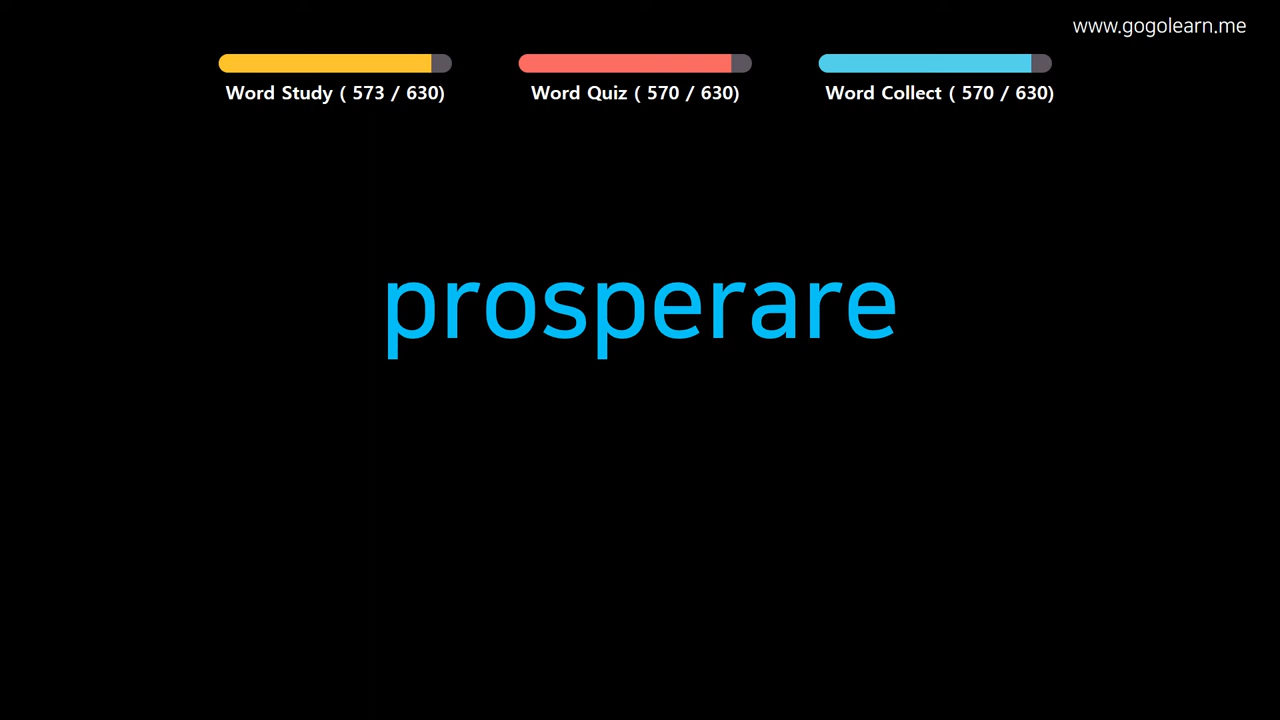 www.gogolearn.me
Word Study ( 573 / 630)
Word Quiz ( 570 / 630)
Word Collect ( 570 / 630)
prosperare